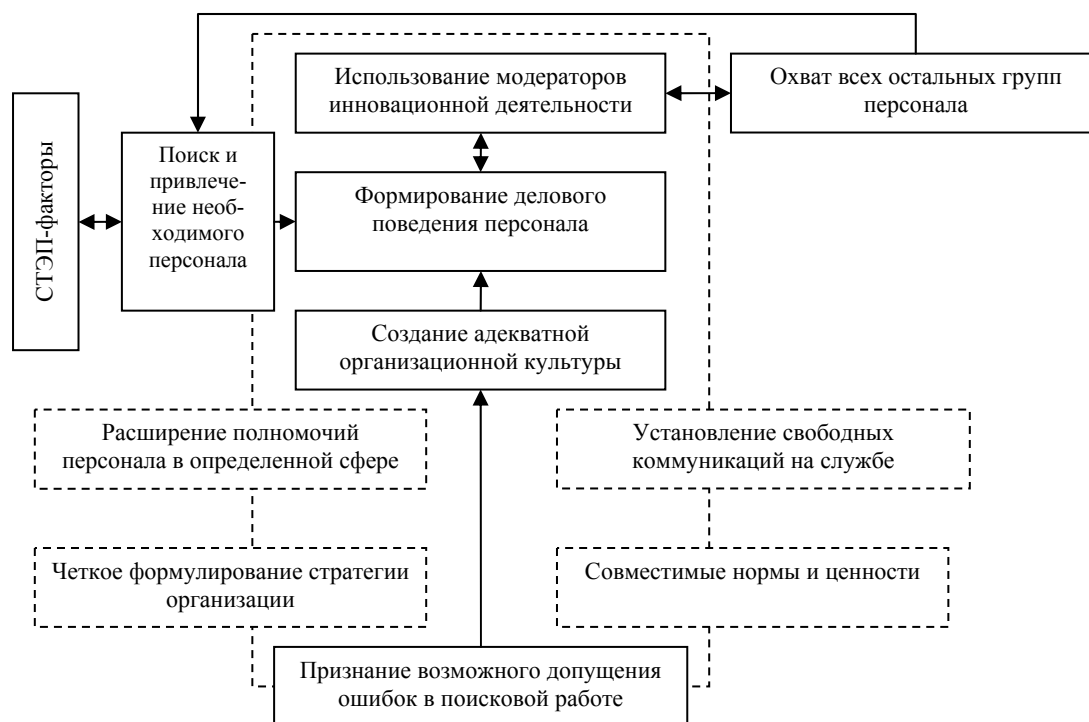 Использование модераторов
инновационной деятельности
Охват всех остальных групп
персонала
СТЭП-факторы
Поиск и
привлече-
ние необ-
ходимого
персонала
Формирование делового
поведения персонала
Создание адекватной
организационной культуры
Расширение полномочий
персонала в определенной сфере
Установление свободных
коммуникаций на службе
Четкое формулирование стратегии
организации
Совместимые нормы и ценности
Признание возможного допущения
ошибок в поисковой работе